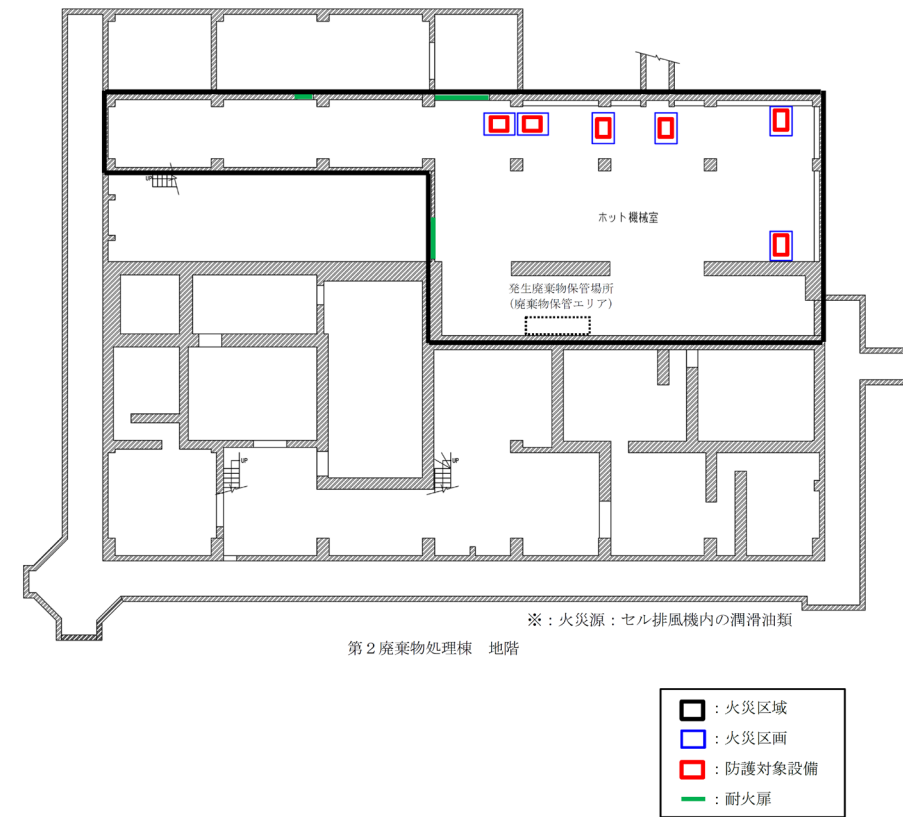 UP
ホット機械室
発生廃棄物保管場所
(廃棄物保管エリア)
UP
UP
※：火災源：セル排風機内の潤滑油類
第２廃棄物処理棟　地階
：火災区域
：火災区画
：防護対象設備
：耐火扉